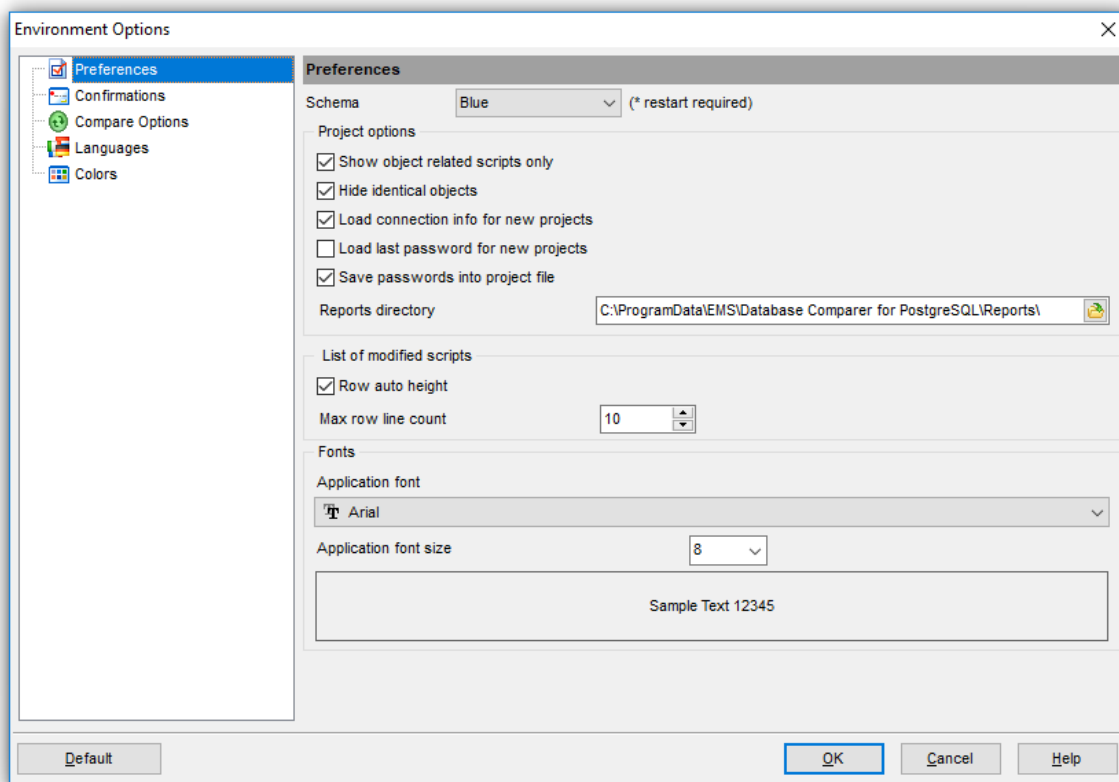 Environment Options
Preferences
Confirmations
Compare Options
Languages
Colors
Preferences
Schema Blue (* restart required)
Project options
Show object related scripts only
Hide identical objects
Load connection info for new projects
Load last password for new projects
Save passwords into project file
Reports directory C:\ProgramData\EMS\Database Comparer for PostgreSQL\Reports\
List of modified scripts
Row auto height
Max row line count 10
Fonts
Application font
Arial
Application font size 8
Sample Text 12345
Default OK Cancel Help